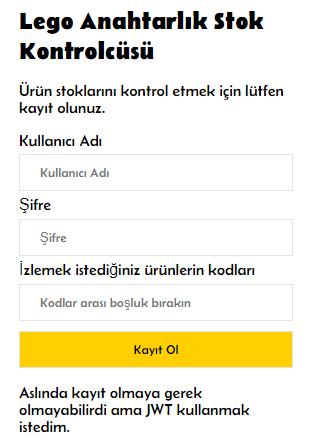 Lego Anahtarlık Stok
Kontrolcüsü
Ürün stoklarını kontrol etmek için lütfen
kayıt olunuz.
Kullanıcı Adı
Kullanıcı Adı
Şifre
Şifre
İzlemek istediğiniz ürünlerin kodları
Kodlar arası boşluk bırakın
Kayıt Ol
Aslında kayıt olmaya gerek
olmayabilirdi ama JWT kullanmak
istedim.